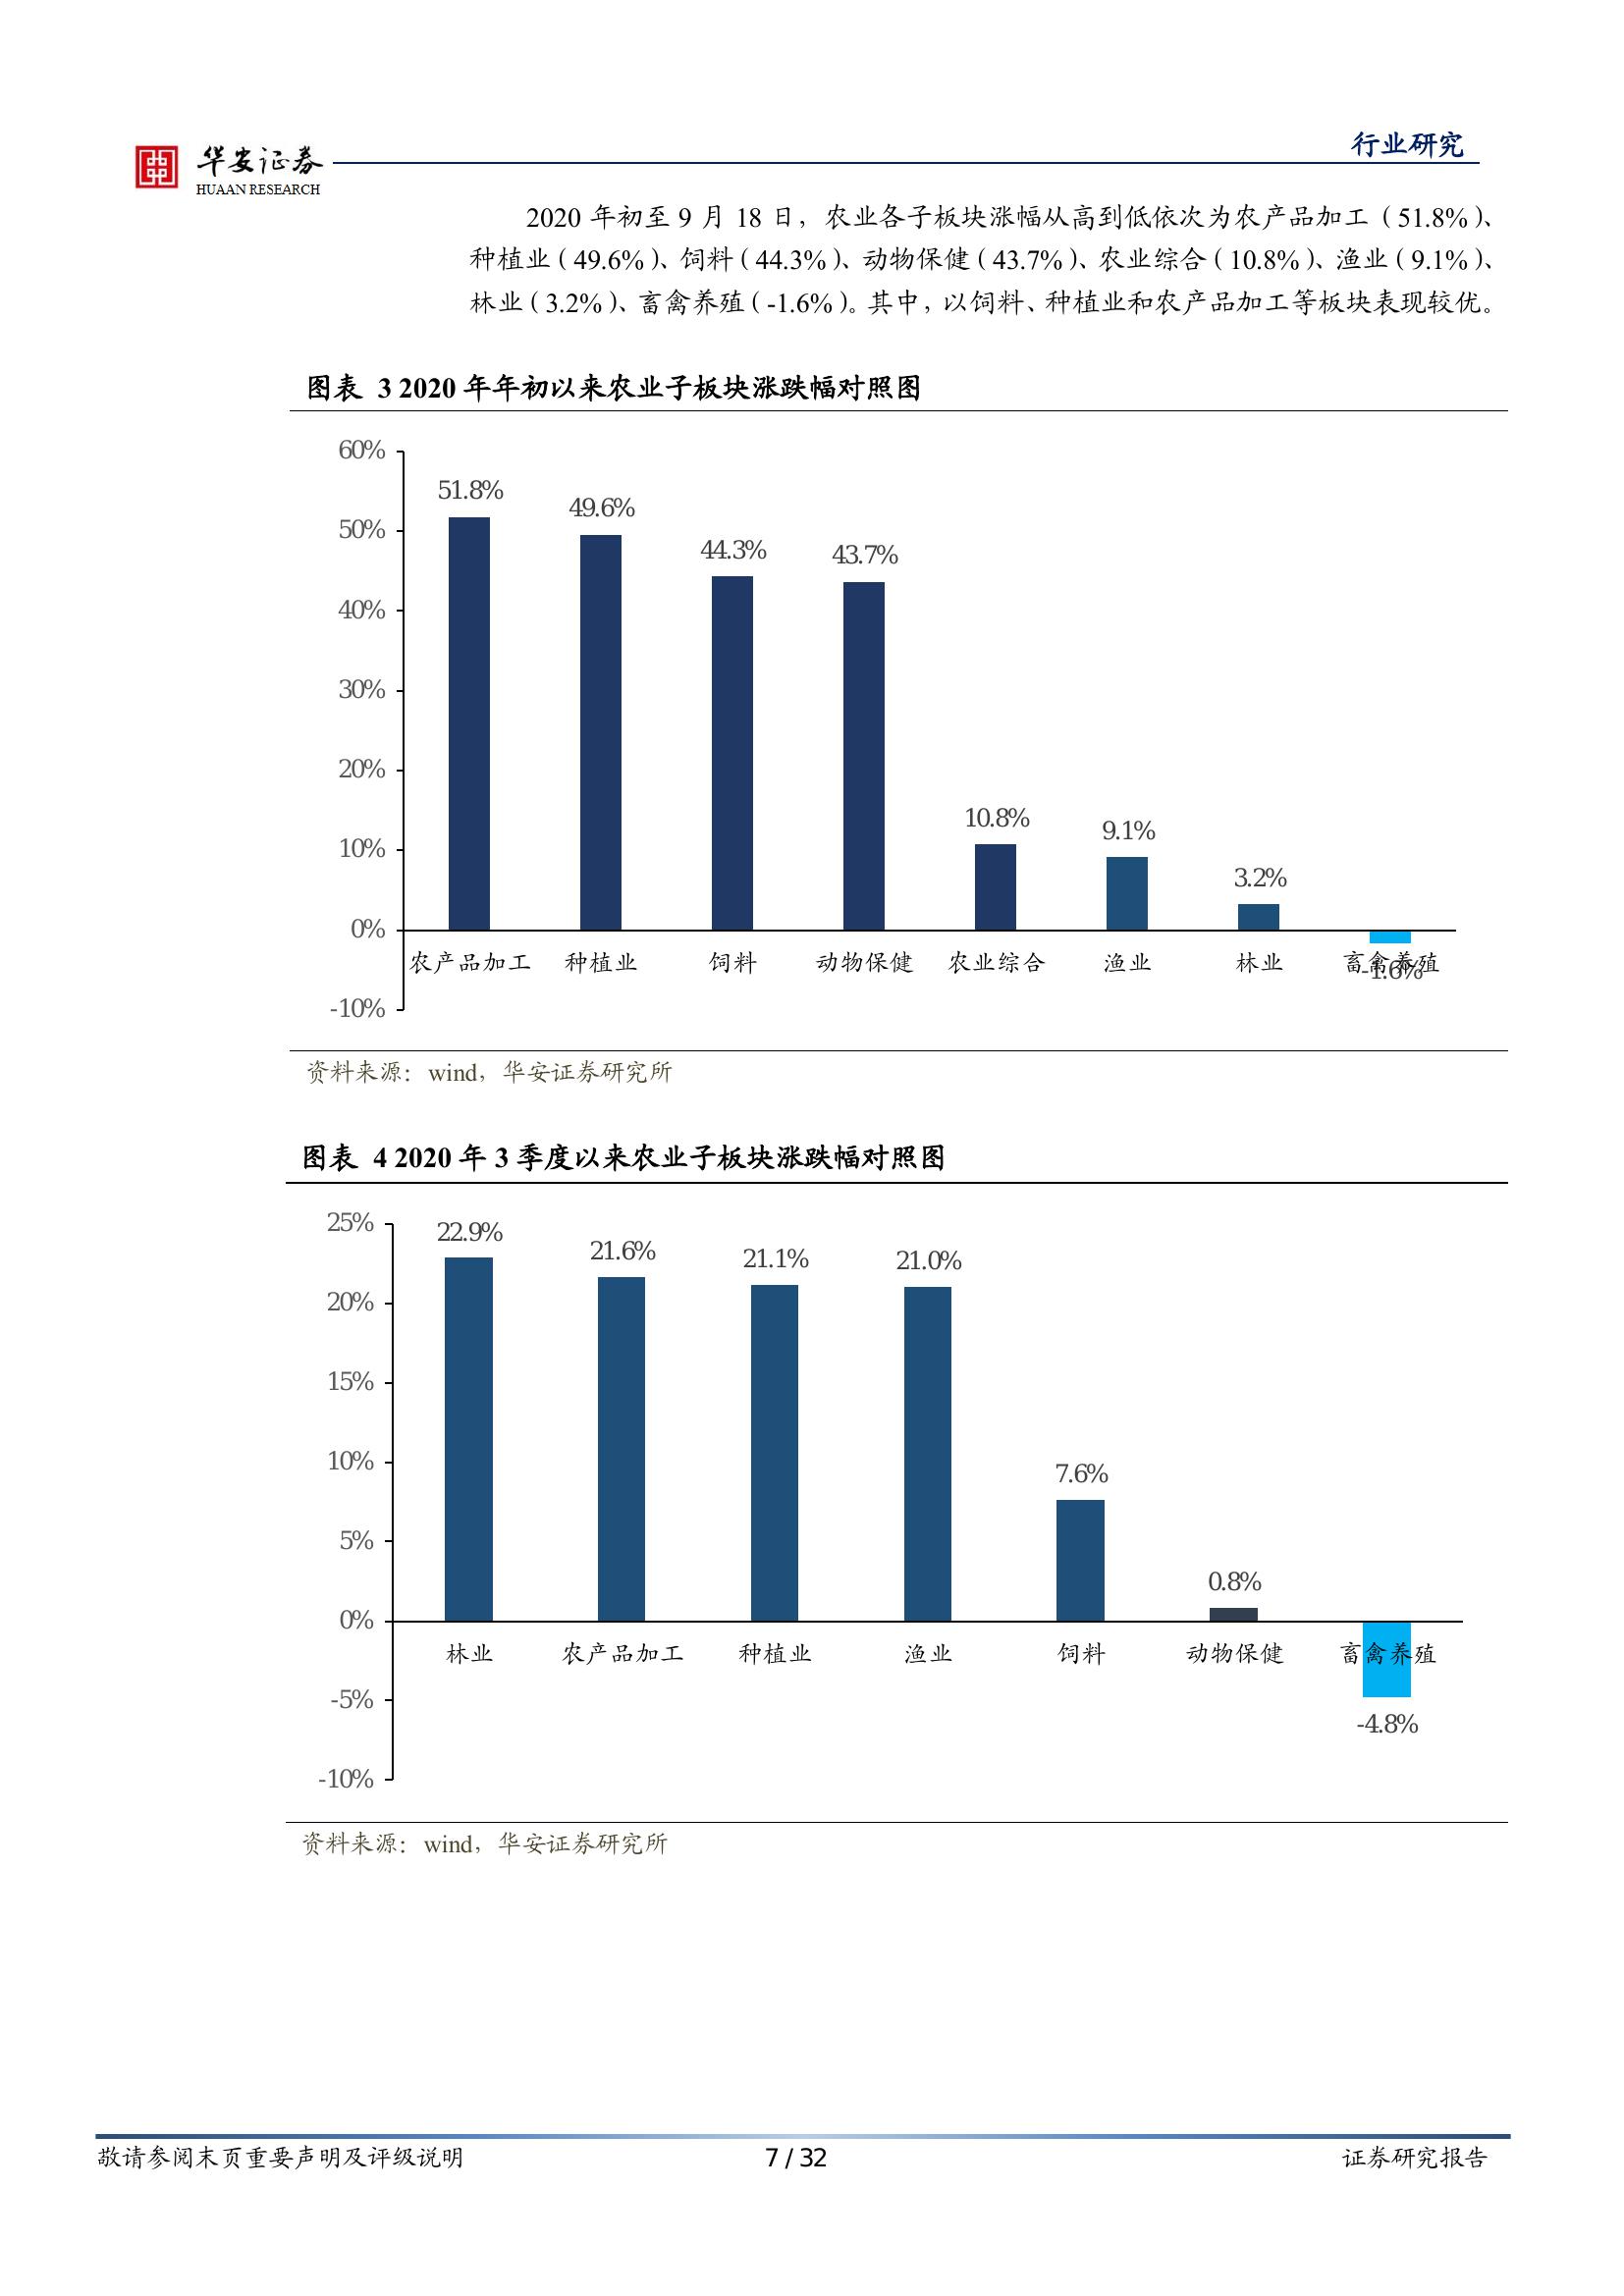 行业研究
华安证券
HUAAN RESEARCH
2020 年初至 9 月 18 日，农业各子板块涨幅从高到低依次为农产品加工（51.8%）、
种植业（49.6%）、饲料（44.3%）、动物保健（43.7%）、农业综合（10.8%）、渔业（9.1%）、
林业（3.2%）、畜禽养殖（-1.6%）。其中，以饲料、种植业和农产品加工等板块表现较优。
图表 3 2020 年年初以来农业子板块涨跌幅对照图
60%
50%
40%
30%
20%
10%
0%
-10%
51.8%
49.6%
44.3%
43.7%
10.8%
9.1%
3.2%
-1.6%
农产品加工 种植业 饲料 动物保健 农业综合 渔业 林业 畜禽养殖
资料来源：wind，华安证券研究所
图表 4 2020 年 3 季度以来农业子板块涨跌幅对照图
25%
20%
15%
10%
5%
0%
-5%
-10%
22.9%
21.6%
21.1%
21.0%
7.6%
0.8%
-4.8%
林业 农产品加工 种植业 渔业 饲料 动物保健 畜禽养殖
资料来源：wind，华安证券研究所
敬请参阅末页重要声明及评级说明 7 / 32 证券研究报告